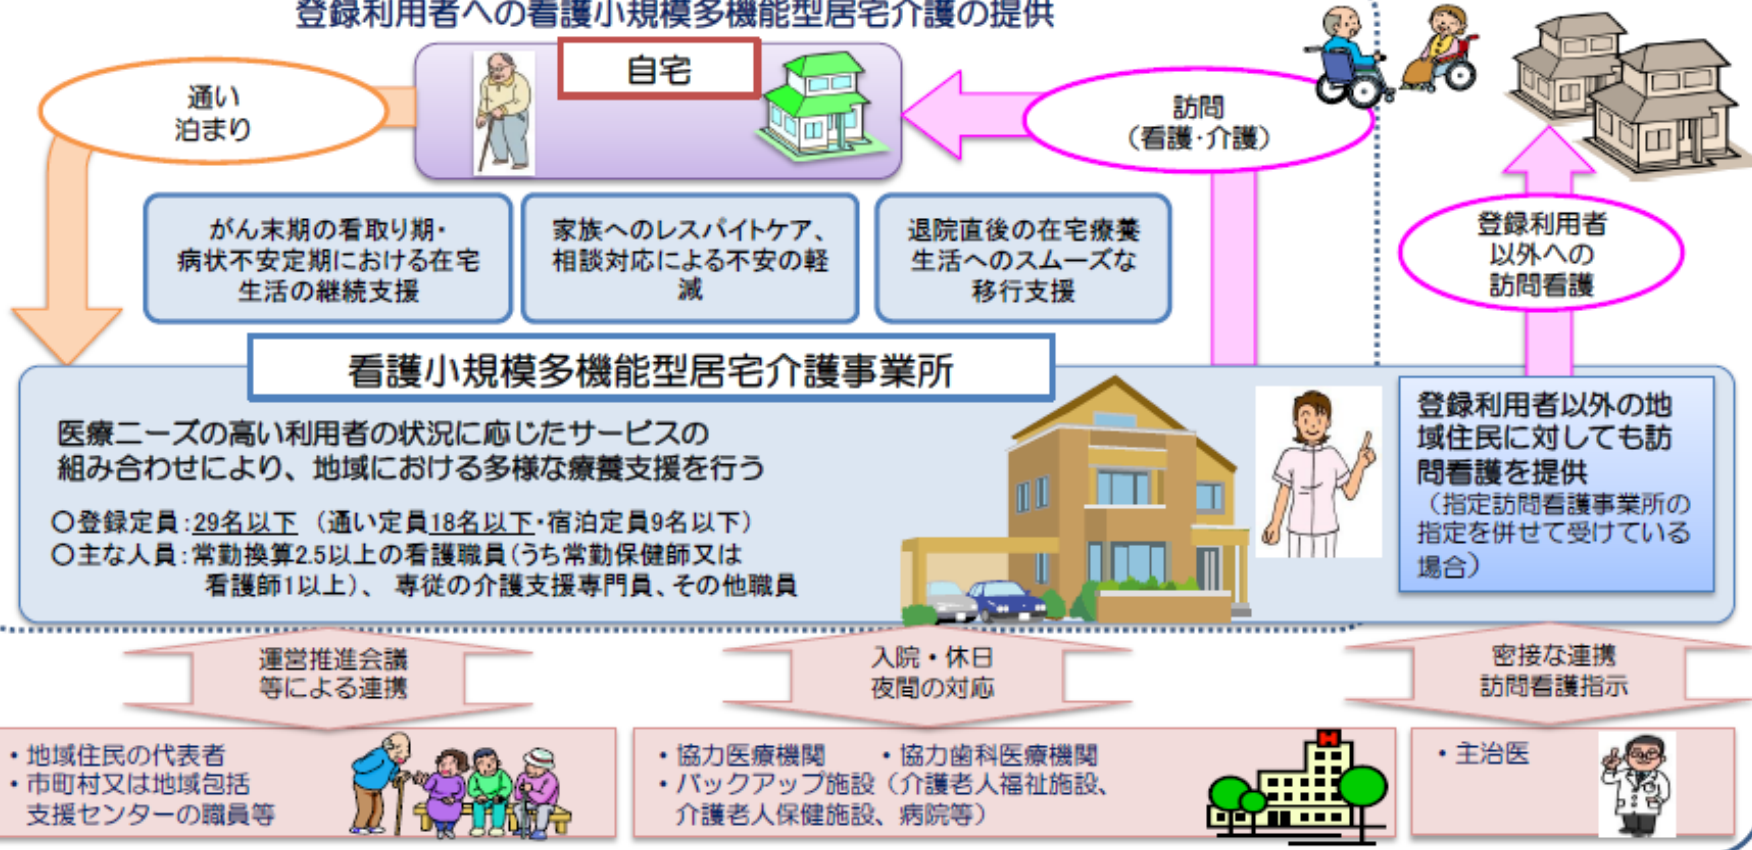 登録利用者への看護小規模多機能型居宅介護の提供
自宅
通い
泊まり
訪問
（看護・介護）
がん末期の看取り期・
病状不安定期における在宅
生活の継続支援
家族へのレスパイトケア、
相談対応による不安の軽
減
退院直後の在宅療養
生活へのスムーズな
移行支援
登録利用者
以外への
訪問看護
看護小規模多機能型居宅介護事業所
医療ニーズの高い利用者の状況に応じたサービスの
組み合わせにより、地域における多様な療養支援を行う
○登録定員：29名以下 （通い定員18名以下・宿泊定員9名以下）
○主な人員：常勤換算2.5以上の看護職員（うち常勤保健師又は
看護師1以上）、 専従の介護支援専門員、その他職員
登録利用者以外の地
域住民に対しても訪
問看護を提供
（指定訪問看護事業所の
指定を併せて受けている
場合）
運営推進会議
等による連携
入院・休日
夜間の対応
密接な連携
訪問看護指示
・地域住民の代表者
・市町村又は地域包括
支援センターの職員等
・協力医療機関 ・協力歯科医療機関
・バックアップ施設（介護老人福祉施設、
介護老人保健施設、病院等）
H
・主治医